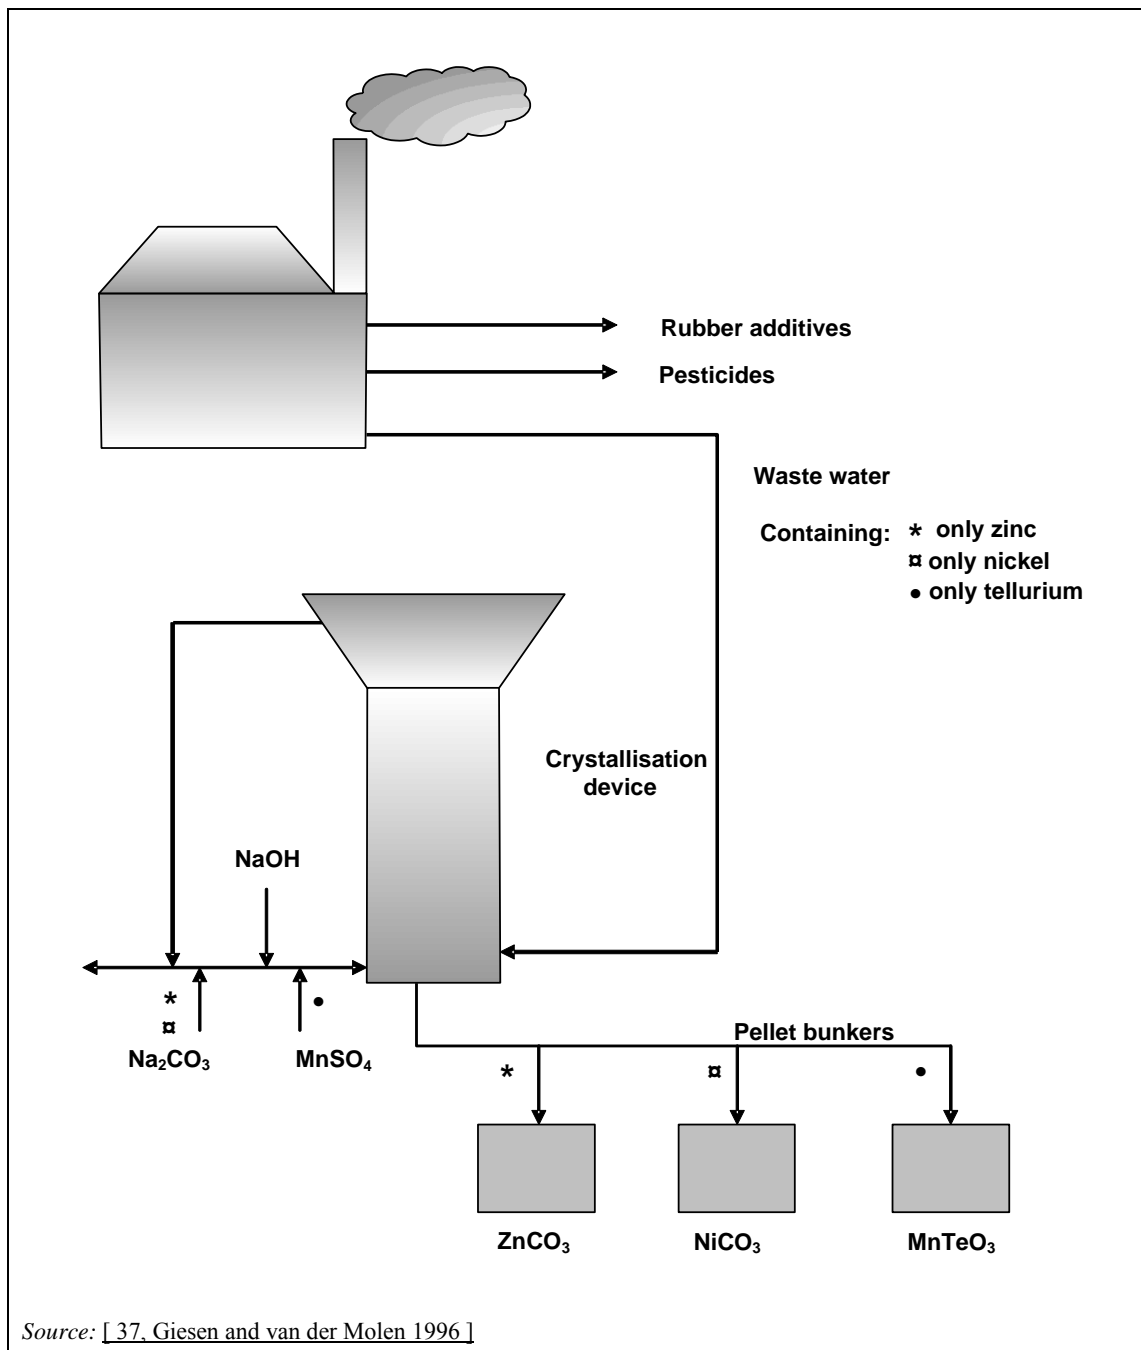 Rubber additives
Pesticides
Waste water
Containing: * only zinc
¤ only nickel
• only tellurium
Crystallisation
device
NaOH
*
¤
•
Na₂CO₃
MnSO₄
Pellet bunkers
* ¤ •
ZnCO₃
NiCO₃
MnTeO₃
Source: [ 37, Giesen and van der Molen 1996 ]